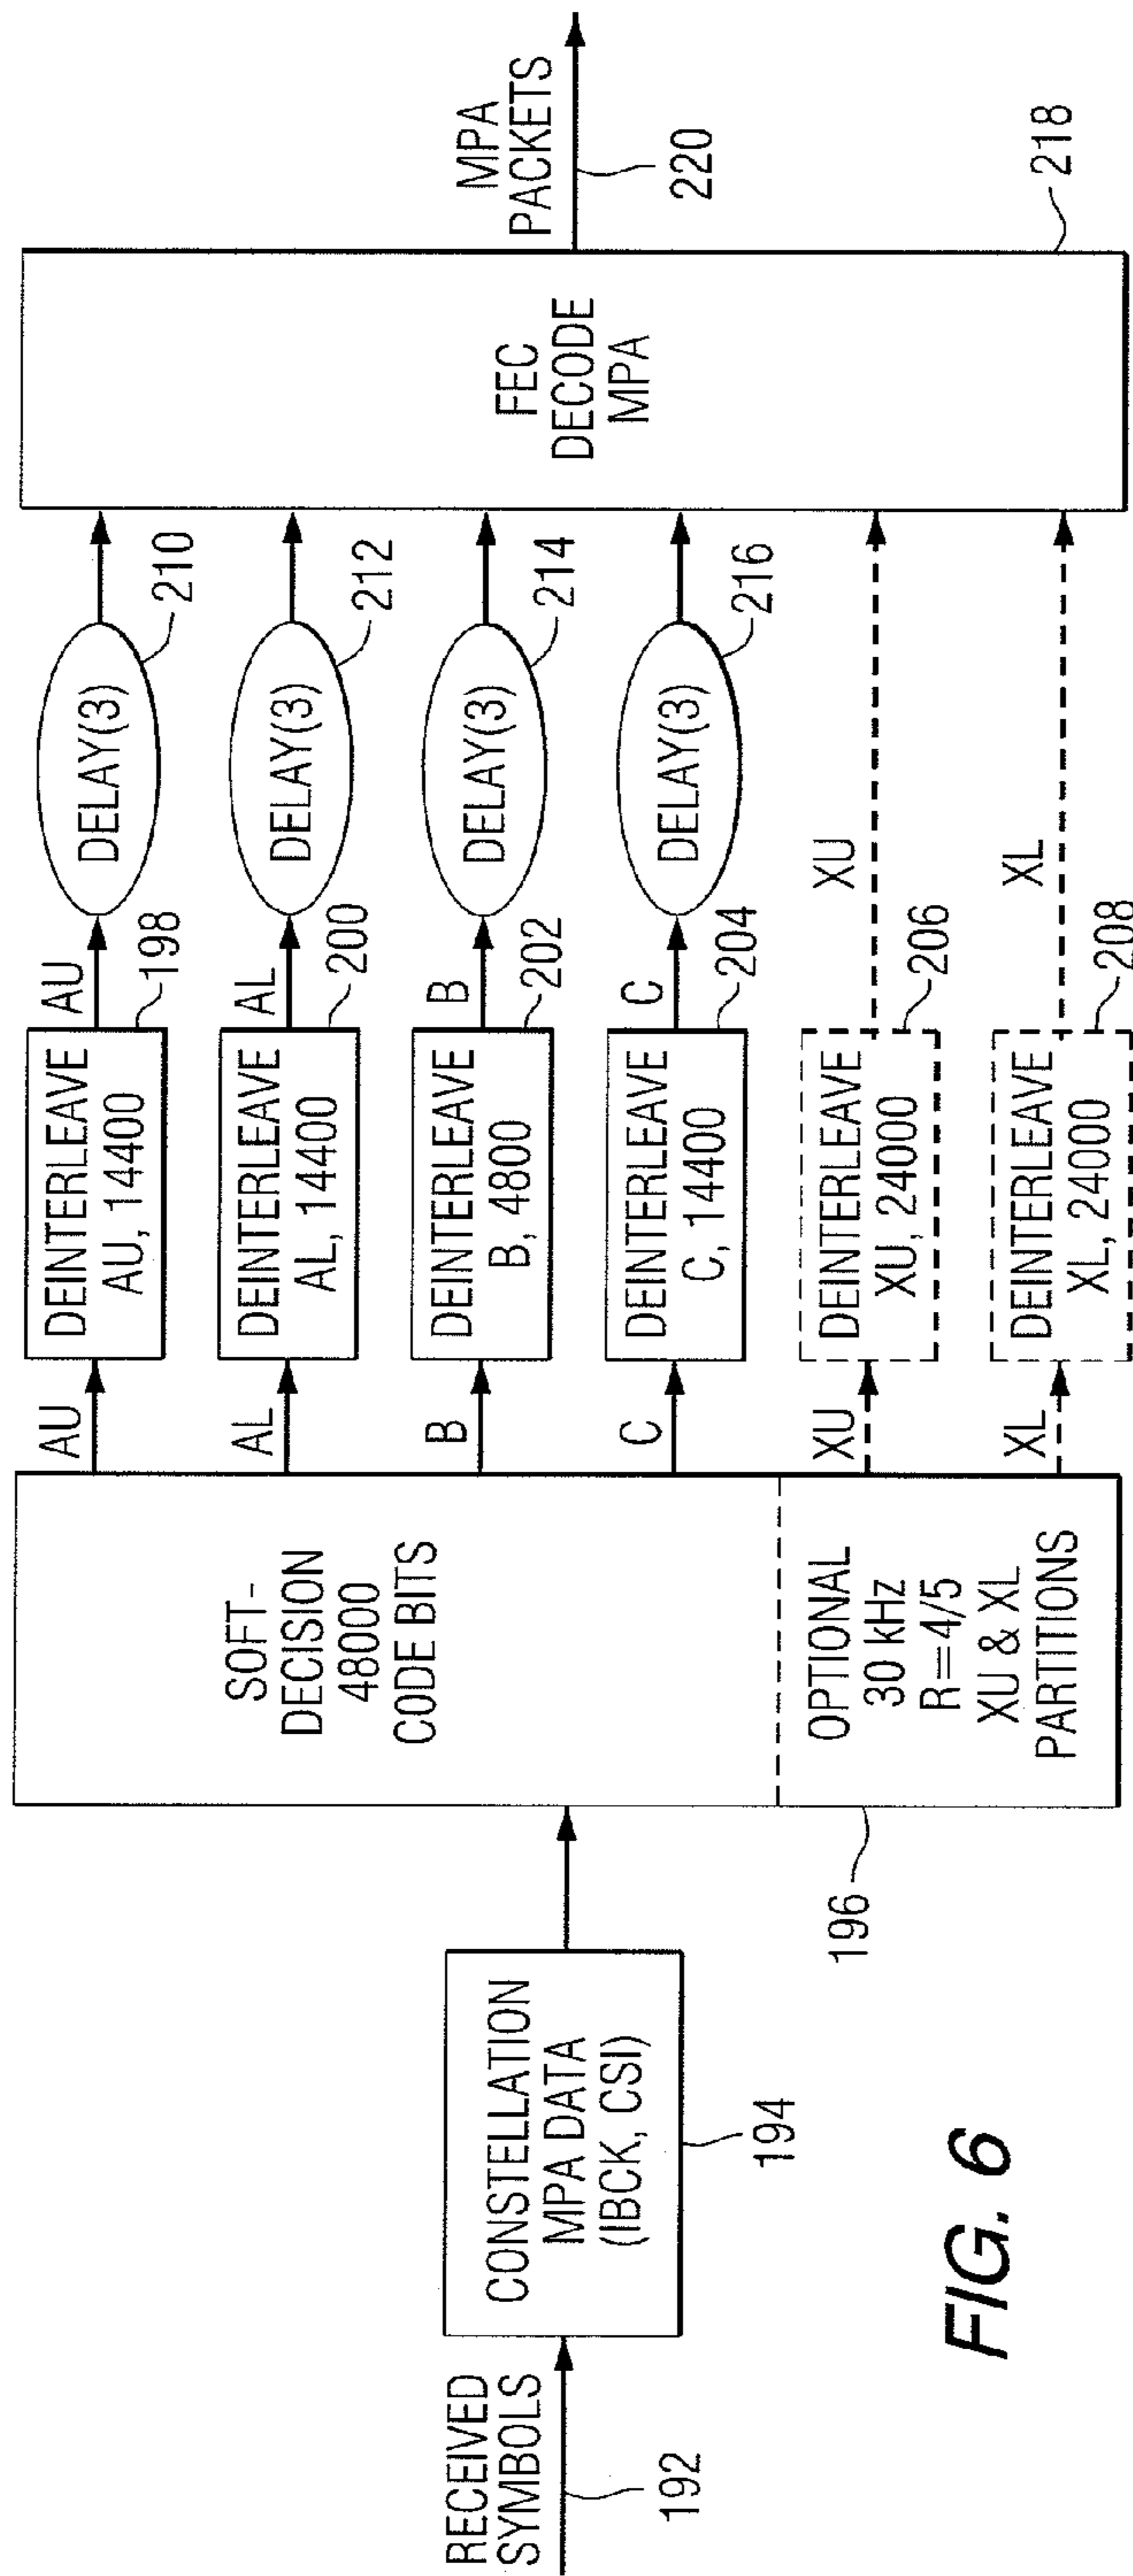 RECEIVED
SYMBOLS
192
CONSTELLATION
MPA DATA
(IBCK, CSI)
194
SOFT-
DECISION
48000
CODE BITS
OPTIONAL
30 kHz
R=4/5
XU & XL
PARTITIONS
196
AU
DEINTERLEAVE
AU, 14400
198
AU
DELAY(3)
210
AL
DEINTERLEAVE
AL, 14400
200
AL
DELAY(3)
212
B
DEINTERLEAVE
B, 4800
202
B
DELAY(3)
214
C
DEINTERLEAVE
C, 14400
204
C
DELAY(3)
216
XU
DEINTERLEAVE
XU, 24000
206
XU
XL
DEINTERLEAVE
XL, 24000
208
XL
FEC
DECODE
MPA
218
MPA
PACKETS
220
FIG. 6